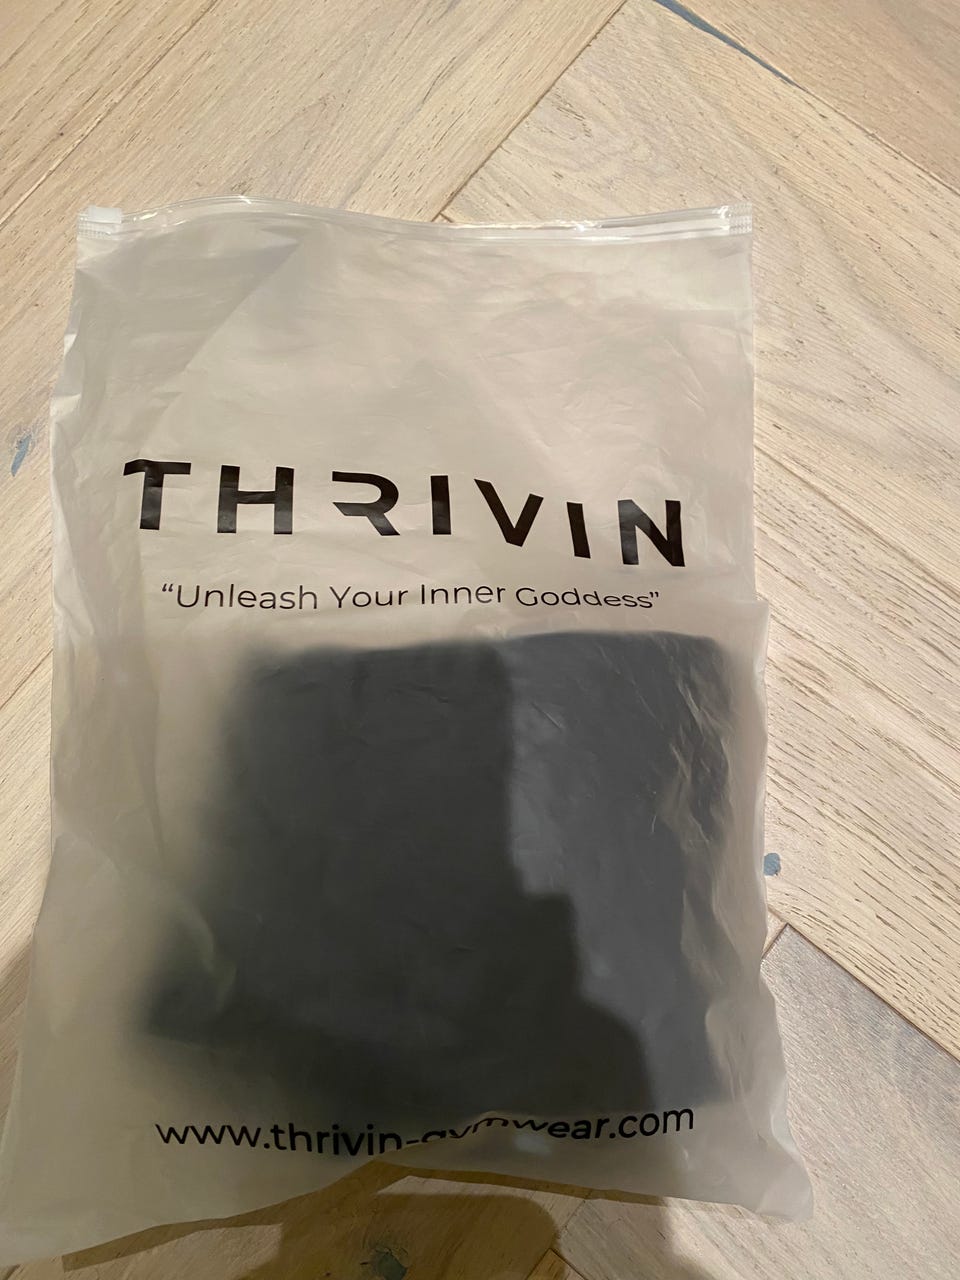 THRIVIN
“Unleash Your Inner Goddess”
www.thrivin-gymwear.com